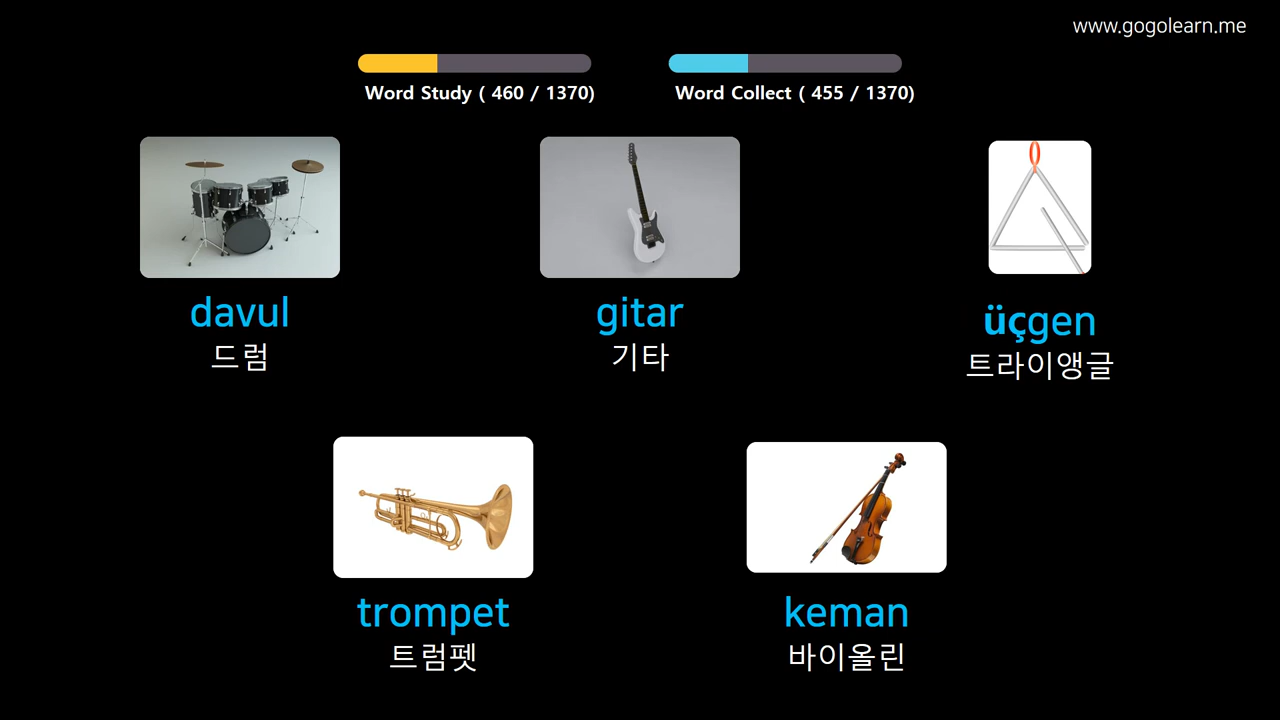 www.gogolearn.me
Word Study ( 460 / 1370)
Word Collect ( 455 / 1370)
davul
드럼
gitar
기타
üçgen
트라이앵글
trompet
트럼펫
keman
바이올린